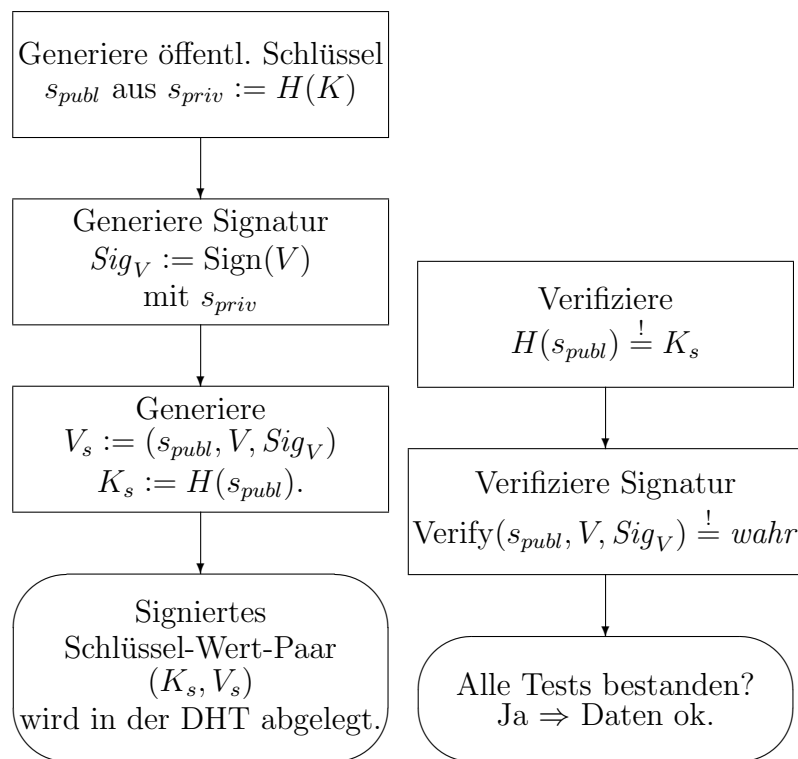 Generiere öffentl. Schlüssel
s_publ aus s_priv := H(K)
Generiere Signatur
Sig_V := Sign(V)
mit s_priv
Generiere
V_s := (s_publ, V, Sig_V)
K_s := H(s_publ).
Signiertes
Schlüssel-Wert-Paar
(K_s, V_s)
wird in der DHT abgelegt.
Verifiziere
H(s_publ) =! K_s
Verifiziere Signatur
Verify(s_publ, V, Sig_V) =! wahr
Alle Tests bestanden?
Ja ⇒ Daten ok.